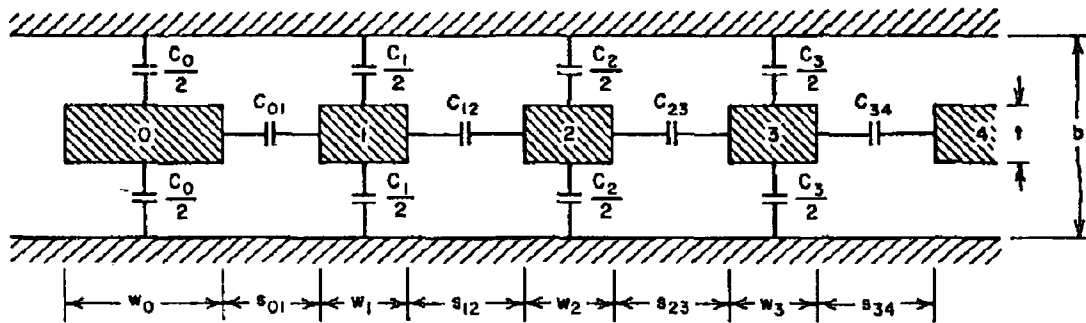 C0/2 C1/2 C2/2 C3/2
C01 C12 C23 C34
0 1 2 3 4 t b
C0/2 C1/2 C2/2 C3/2
w0 s01 w1 s12 w2 s23 w3 s34